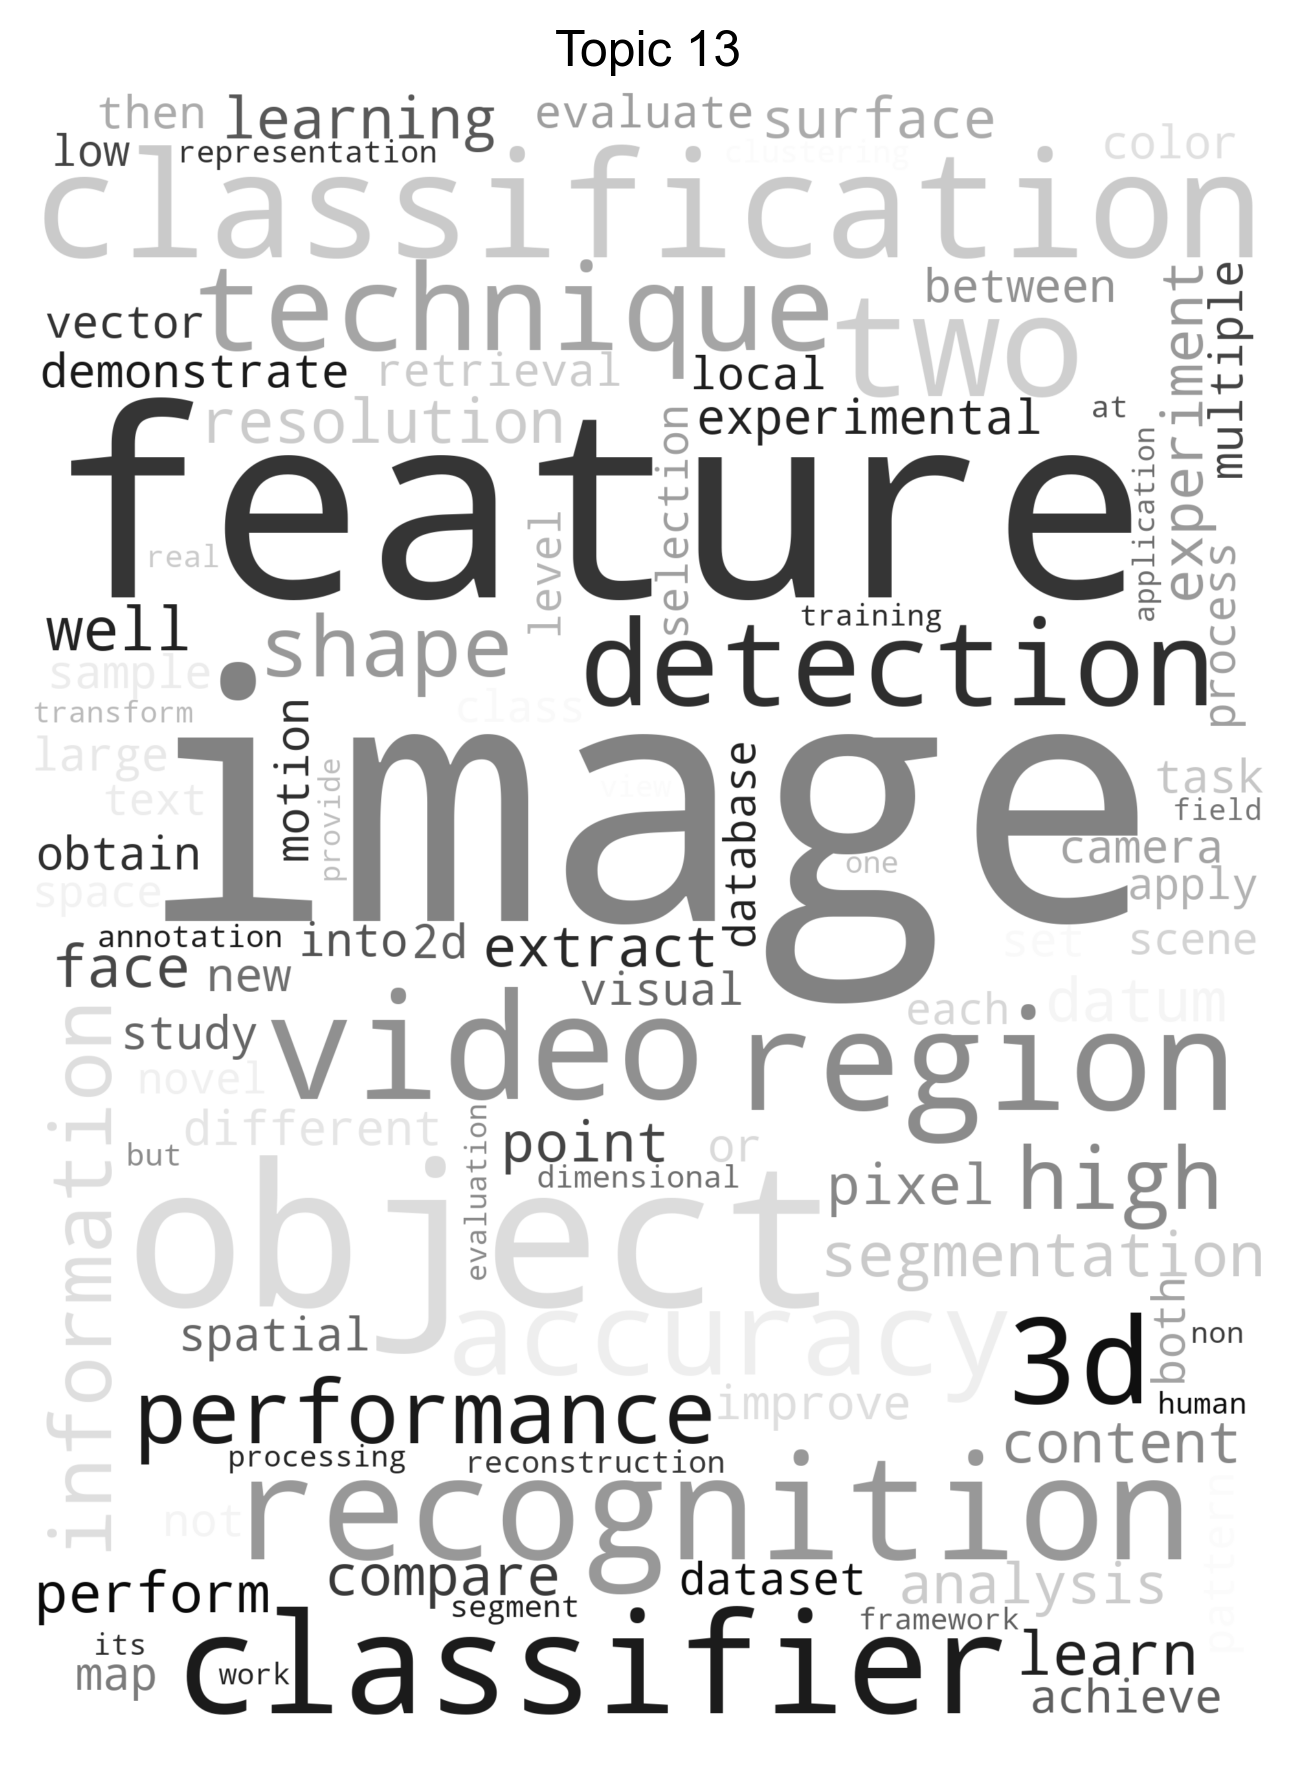 Topic 13
then learning evaluate surface
low representation clustering color
classification
technique between
vector two
experiment
multiple
demonstrate retrieval local
resolution experimental at
selection
application
feature
level
real
process
well shape training
detection
sample
transform class
motion
large
provide
image
view
database
task
text field
obtain one camera
space apply
annotation into 2d extract set scene
face new visual
information
study video each datum
region
novel
different
evaluation
but point or
dimensional
object pixel high
segmentation
both
spatial accuracy 3d non
performance improve human
processing reconstruction content
recognition
pattern
not
perform compare dataset analysis
segment framework
its classifier learn
map work achieve